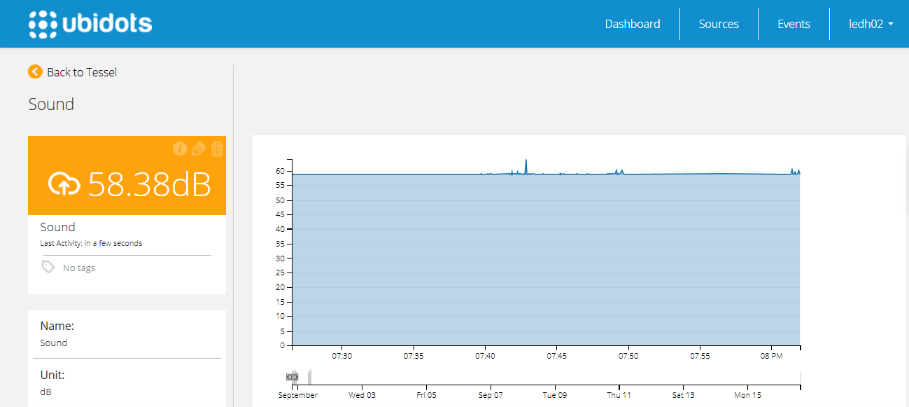 ubidots
Dashboard
Sources
Events
ledh02
Back to Tessel
Sound
58.38dB
Sound
Last Activity: in a few seconds
No tags
Name:
Sound
Unit:
dB
60
55
50
45
40
35
30
25
20
15
10
5
0
07:30 07:35 07:40 07:45 07:50 07:55 08 PM
September Wed 03 Fri 05 Sep 07 Tue 09 Thu 11 Sat 13 Mon 15